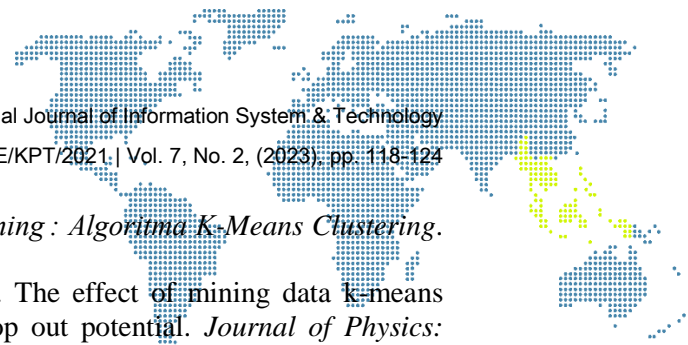 al Journal of Information System & Technology
E/KPT/2021 | Vol. 7, No. 2, (2023), pp. 118-124
ning : Algoritma K-Means Clustering.
The effect of mining data k-means
op out potential. Journal of Physics: